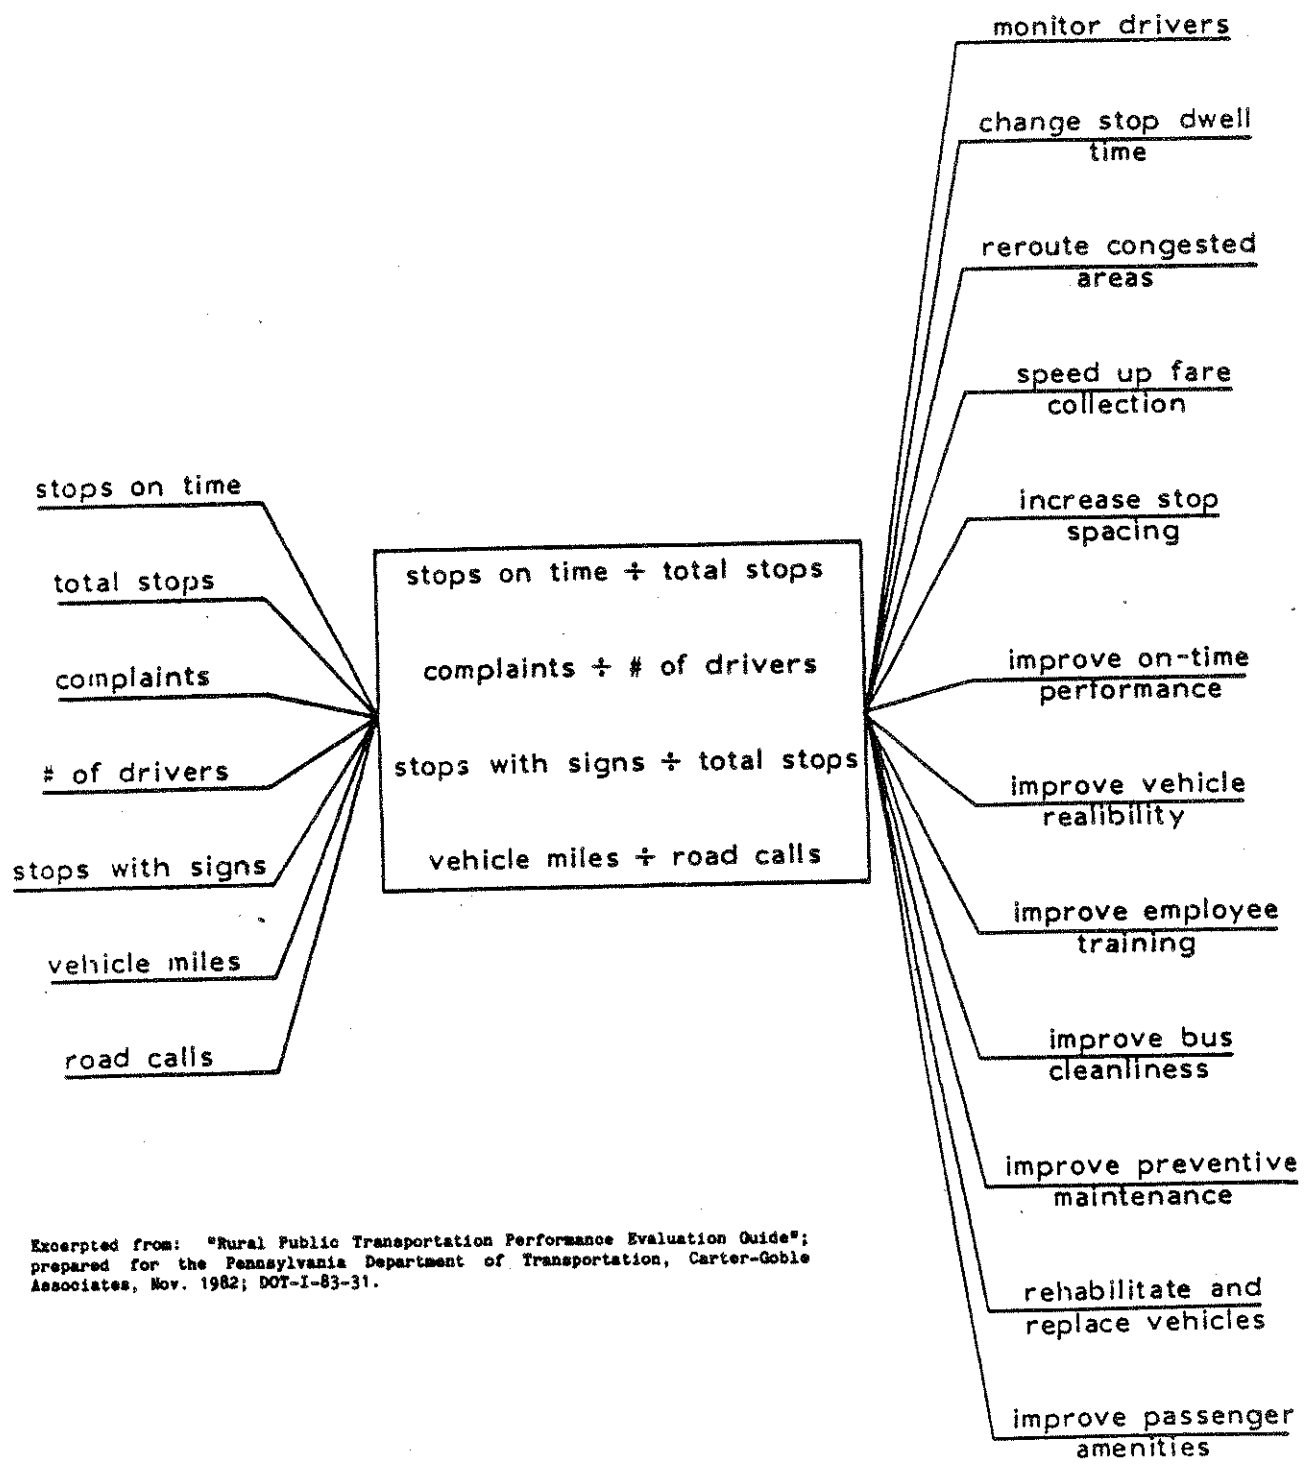 stops on time
total stops
complaints
# of drivers
stops with signs
vehicle miles
road calls
stops on time ÷ total stops
complaints ÷ # of drivers
stops with signs ÷ total stops
vehicle miles ÷ road calls
monitor drivers
change stop dwell
time
reroute congested
areas
speed up fare
collection
increase stop
spacing
improve on-time
performance
improve vehicle
realibility
improve employee
training
improve bus
cleanliness
improve preventive
maintenance
rehabilitate and
replace vehicles
improve passenger
amenities
Excerpted from: "Rural Public Transportation Performance Evaluation Guide";
prepared for the Pennsylvania Department of Transportation, Carter-Goble
Associates, Nov. 1982; DOT-I-83-31.